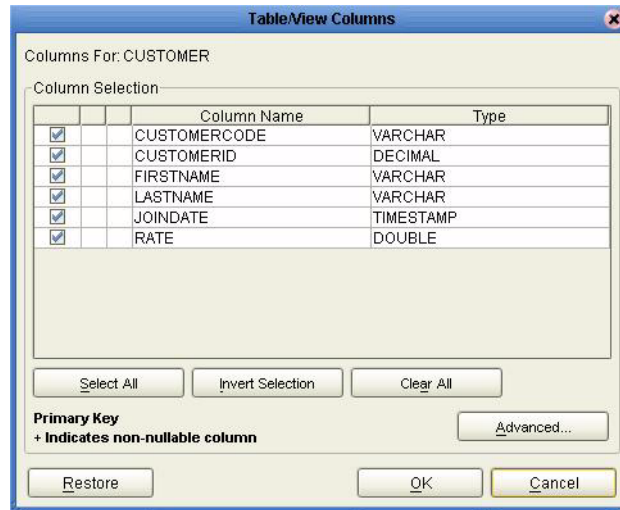 Table/View Columns
Columns For: CUSTOMER
Column Selection
Column Name Type
CUSTOMERCODE VARCHAR
CUSTOMERID DECIMAL
FIRSTNAME VARCHAR
LASTNAME VARCHAR
JOINDATE TIMESTAMP
RATE DOUBLE
Select All Invert Selection Clear All
Primary Key
+ Indicates non-nullable column
Advanced...
Restore OK Cancel